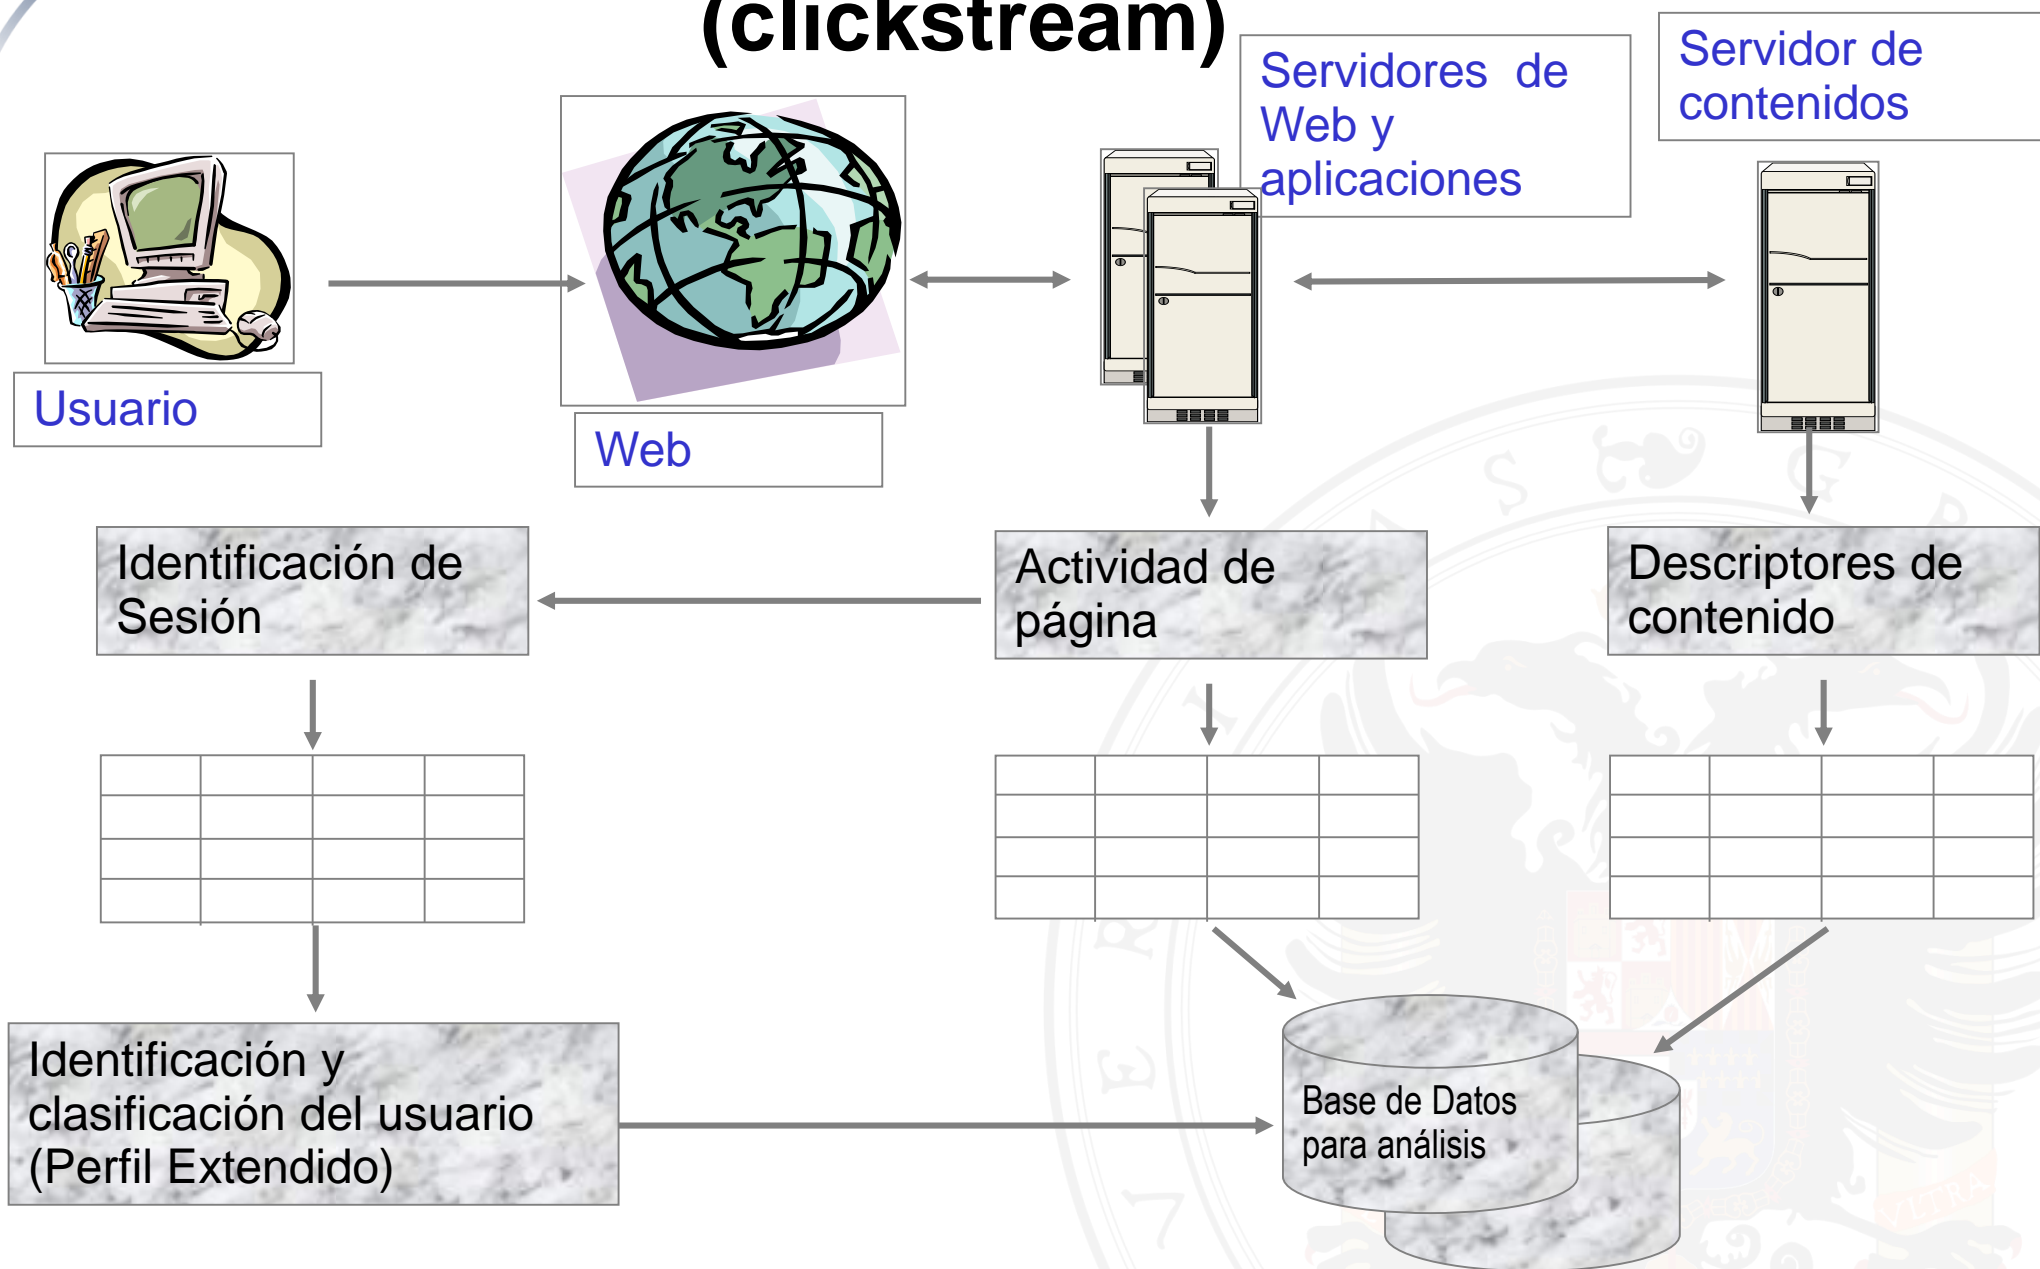 (clickstream)
Servidores de
Web y
aplicaciones
Servidor de
contenidos
Usuario
Web
Identificación de
Sesión
Actividad de
página
Descriptores de
contenido
Identificación y
clasificación del usuario
(Perfil Extendido)
Base de Datos
para análisis